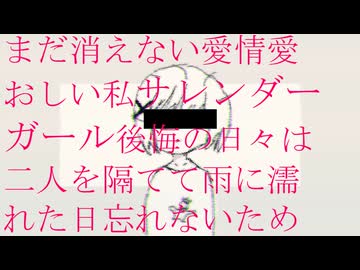 まだ消えない愛情愛
おしい私サレンダー
ガール後悔の日々は
二人を隔てて雨に濡
れた日忘れないため